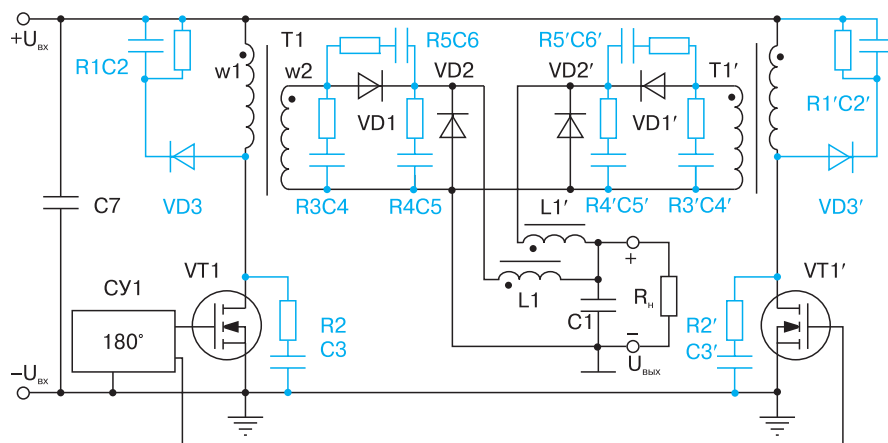 +Uвх
R1C2
w1
T1
w2
R5C6
VD2
VD1
R5′C6′
VD2′
T1′
VD1′
R1′C2′
VD3
C7
R3C4
R4C5
R4′C5′
R3′C4′
VD3′
L1′
+
L1
C1
Rн
−
Uвых
VT1
СУ1
180°
R2
C3
R2′
C3′
VT1′
−Uвх